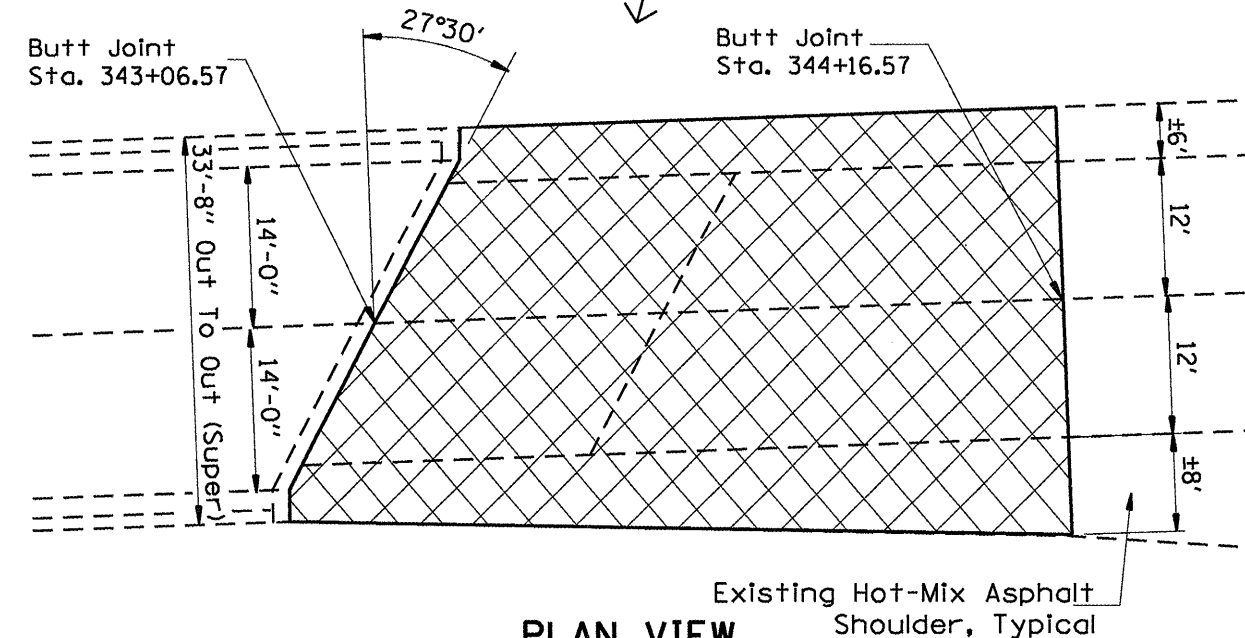 27°30'
Butt Joint
Sta. 343+06.57
Butt Joint
Sta. 344+16.57
33'-8" Out To Out (Super)
14'-0"
14'-0"
±6'
12'
12'
±8'
Existing Hot-Mix Asphalt
Shoulder, Typical
PLAN VIEW